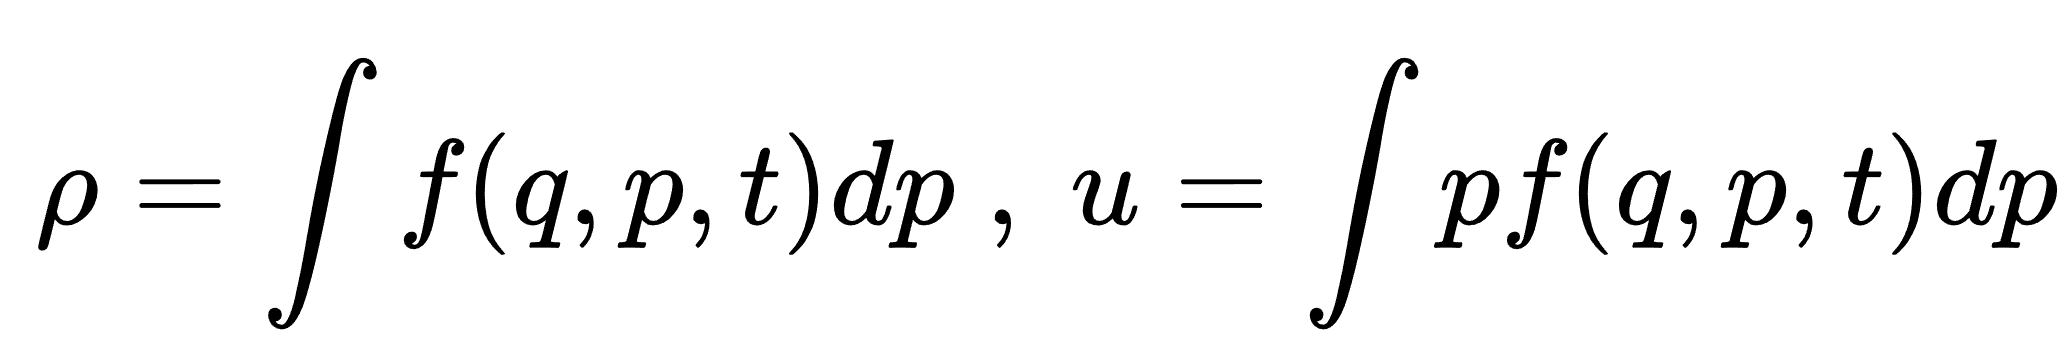 ρ = ∫ f(q, p, t)dp , u = ∫ pf(q, p, t)dp